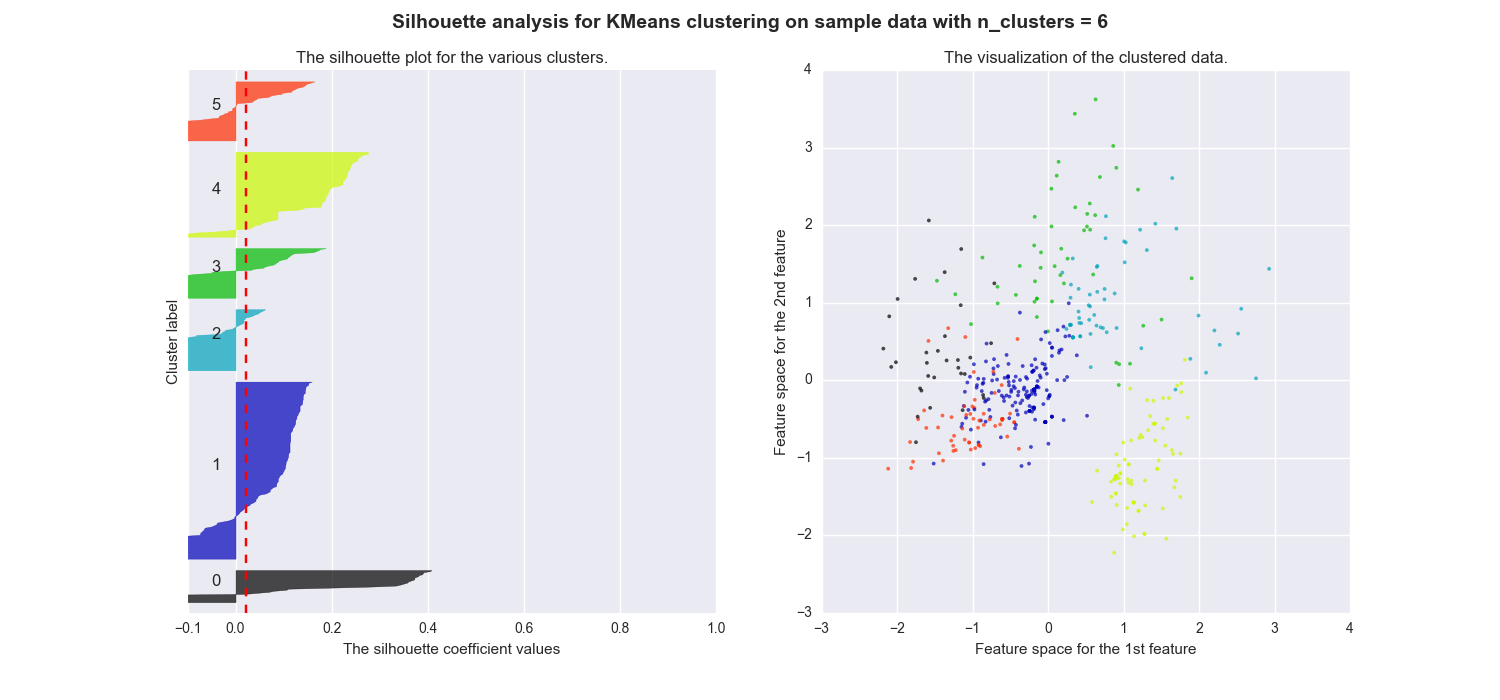 Silhouette analysis for KMeans clustering on sample data with n_clusters = 6
The silhouette plot for the various clusters.
Cluster label
5
4
3
2
1
0
−0.1 0.0 0.2 0.4 0.6 0.8 1.0
The silhouette coefficient values
The visualization of the clustered data.
Feature space for the 2nd feature
4
3
2
1
0
−1
−2
−3
−3 −2 −1 0 1 2 3 4
Feature space for the 1st feature